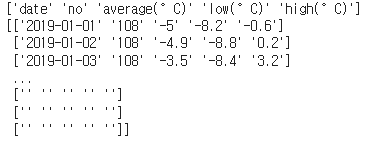 ['date' 'no' 'average(°C)' 'low(°C)' 'high(°C)']
[['2019-01-01' '108' '-5' '-8.2' '-0.6']
['2019-01-02' '108' '-4.9' '-8.8' '0.2']
['2019-01-03' '108' '-3.5' '-8.4' '3.2']
...
['' '' '' '' '']
['' '' '' '' '']
['' '' '' '' '']]